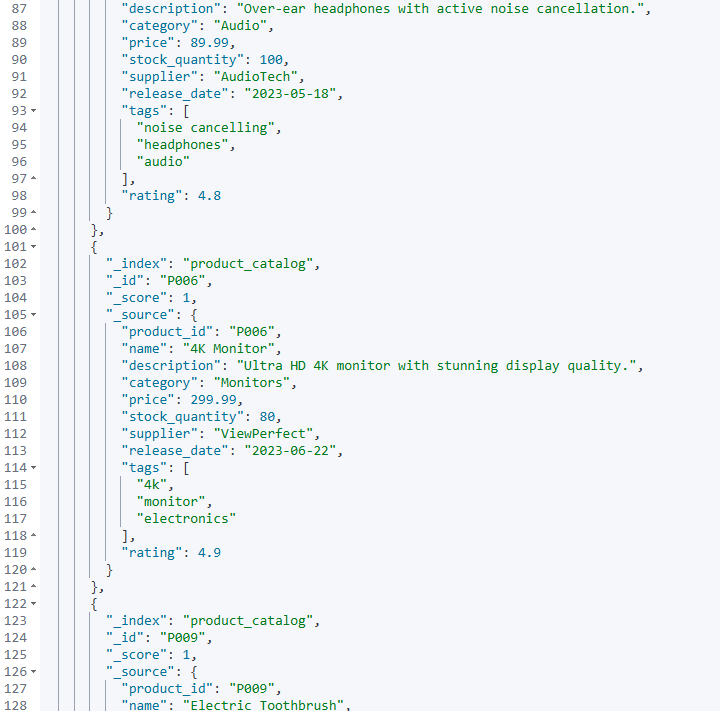 87 "description": "Over-ear headphones with active noise cancellation.",
88 "category": "Audio",
89 "price": 89.99,
90 "stock_quantity": 100,
91 "supplier": "AudioTech",
92 "release_date": "2023-05-18",
93 "tags": [
94 "noise cancelling",
95 "headphones",
96 "audio"
97 ],
98 "rating": 4.8
99 }
100 },
101 {
102 "_index": "product_catalog",
103 "_id": "P006",
104 "_score": 1,
105 "_source": {
106 "product_id": "P006",
107 "name": "4K Monitor",
108 "description": "Ultra HD 4K monitor with stunning display quality.",
109 "category": "Monitors",
110 "price": 299.99,
111 "stock_quantity": 80,
112 "supplier": "ViewPerfect",
113 "release_date": "2023-06-22",
114 "tags": [
115 "4k",
116 "monitor",
117 "electronics"
118 ],
119 "rating": 4.9
120 }
121 },
122 {
123 "_index": "product_catalog",
124 "_id": "P009",
125 "_score": 1,
126 "_source": {
127 "product_id": "P009",
128 "name": "Electric Toothbrush",